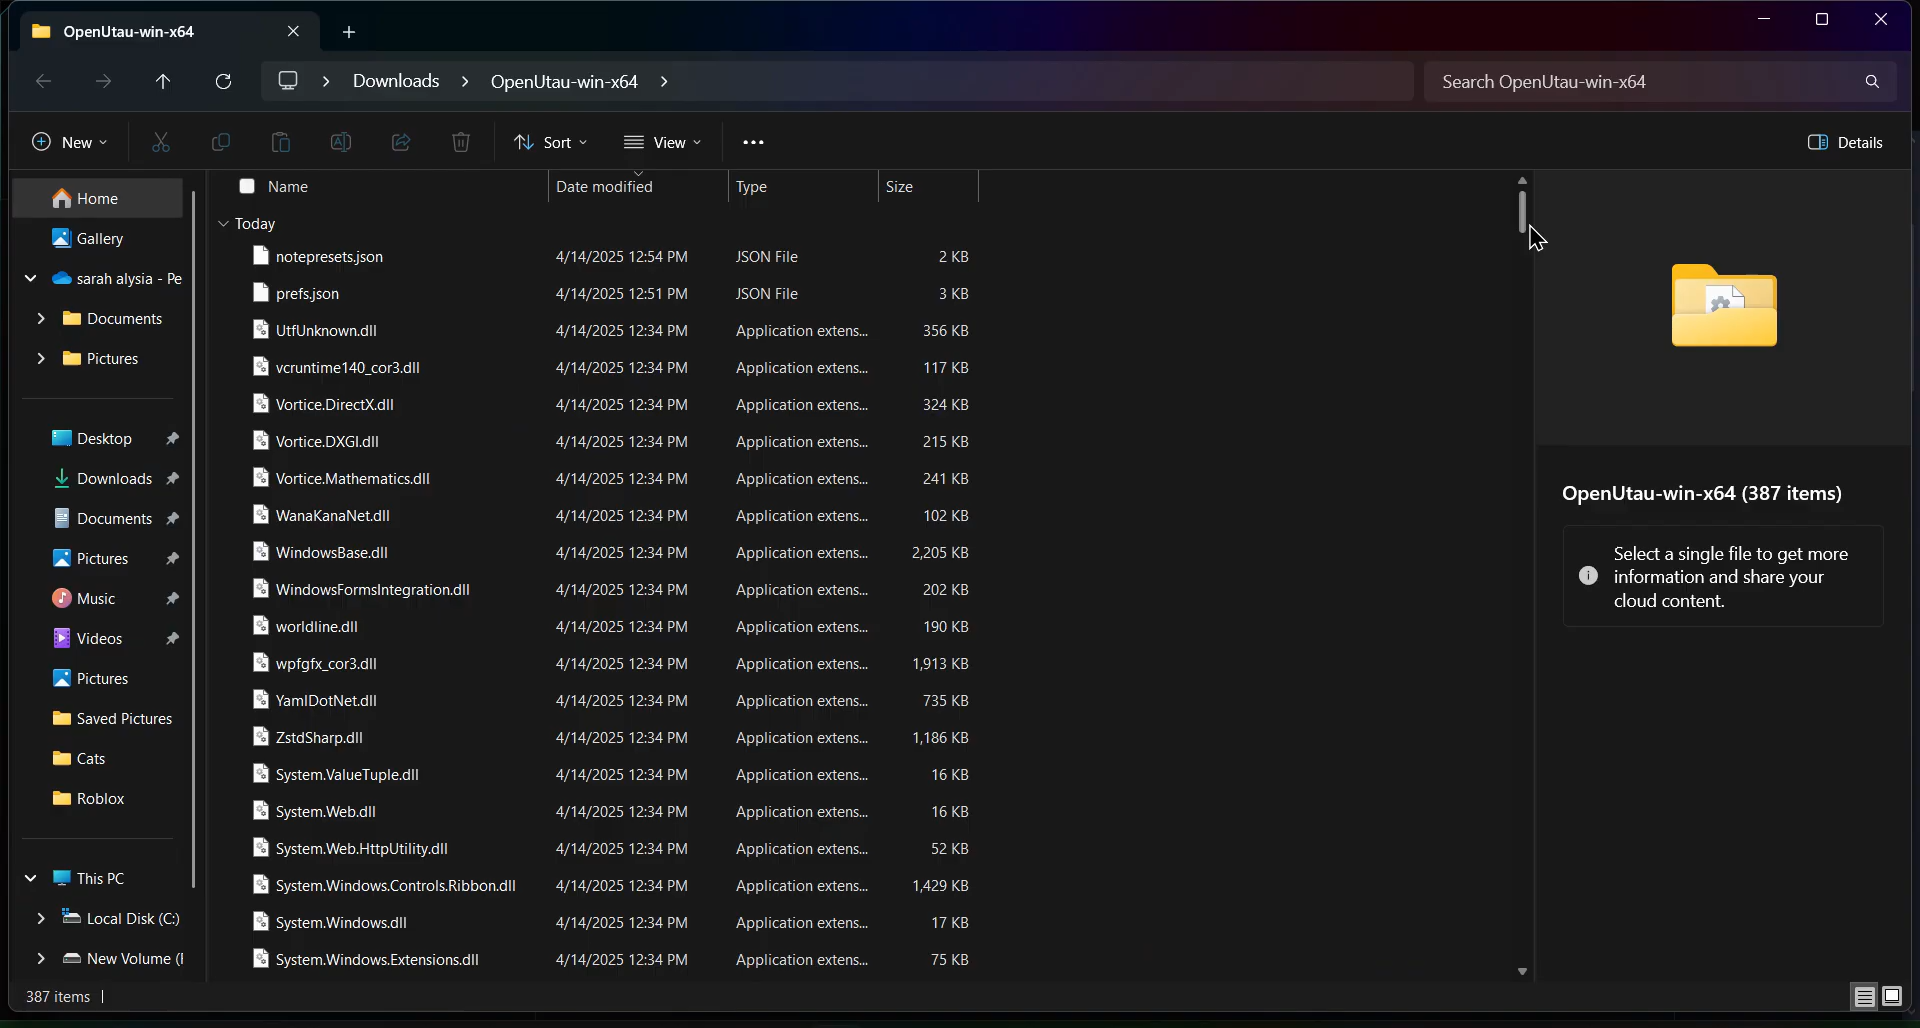 OpenUtau-win-x64
Downloads OpenUtau-win-x64 Search OpenUtau-win-x64
New Sort View Details
Name Date modified Type Size
Home
Gallery
sarah alysia - Pe
Documents
Pictures
Desktop
Downloads
Documents
Pictures
Music
Videos
Pictures
Saved Pictures
Cats
Roblox
This PC
Local Disk (C:)
New Volume (
Today
notepresets.json 4/14/2025 12:54 PM JSON File 2 KB
prefs.json 4/14/2025 12:51 PM JSON File 3 KB
UtfUnknown.dll 4/14/2025 12:34 PM Application extens... 356 KB
vcruntime140_cor3.dll 4/14/2025 12:34 PM Application extens... 117 KB
Vortice.DirectX.dll 4/14/2025 12:34 PM Application extens... 324 KB
Vortice.DXGI.dll 4/14/2025 12:34 PM Application extens... 215 KB
Vortice.Mathematics.dll 4/14/2025 12:34 PM Application extens... 241 KB
WanaKanaNet.dll 4/14/2025 12:34 PM Application extens... 102 KB
WindowsBase.dll 4/14/2025 12:34 PM Application extens... 2,205 KB
WindowsFormsIntegration.dll 4/14/2025 12:34 PM Application extens... 202 KB
worldline.dll 4/14/2025 12:34 PM Application extens... 190 KB
wpfgfx_cor3.dll 4/14/2025 12:34 PM Application extens... 1,913 KB
YamlDotNet.dll 4/14/2025 12:34 PM Application extens... 735 KB
ZstdSharp.dll 4/14/2025 12:34 PM Application extens... 1,186 KB
System.ValueTuple.dll 4/14/2025 12:34 PM Application extens... 16 KB
System.Web.dll 4/14/2025 12:34 PM Application extens... 16 KB
System.Web.HttpUtility.dll 4/14/2025 12:34 PM Application extens... 52 KB
System.Windows.Controls.Ribbon.dll 4/14/2025 12:34 PM Application extens... 1,429 KB
System.Windows.dll 4/14/2025 12:34 PM Application extens... 17 KB
System.Windows.Extensions.dll 4/14/2025 12:34 PM Application extens... 75 KB
OpenUtau-win-x64 (387 items)
Select a single file to get more
information and share your
cloud content.
387 items